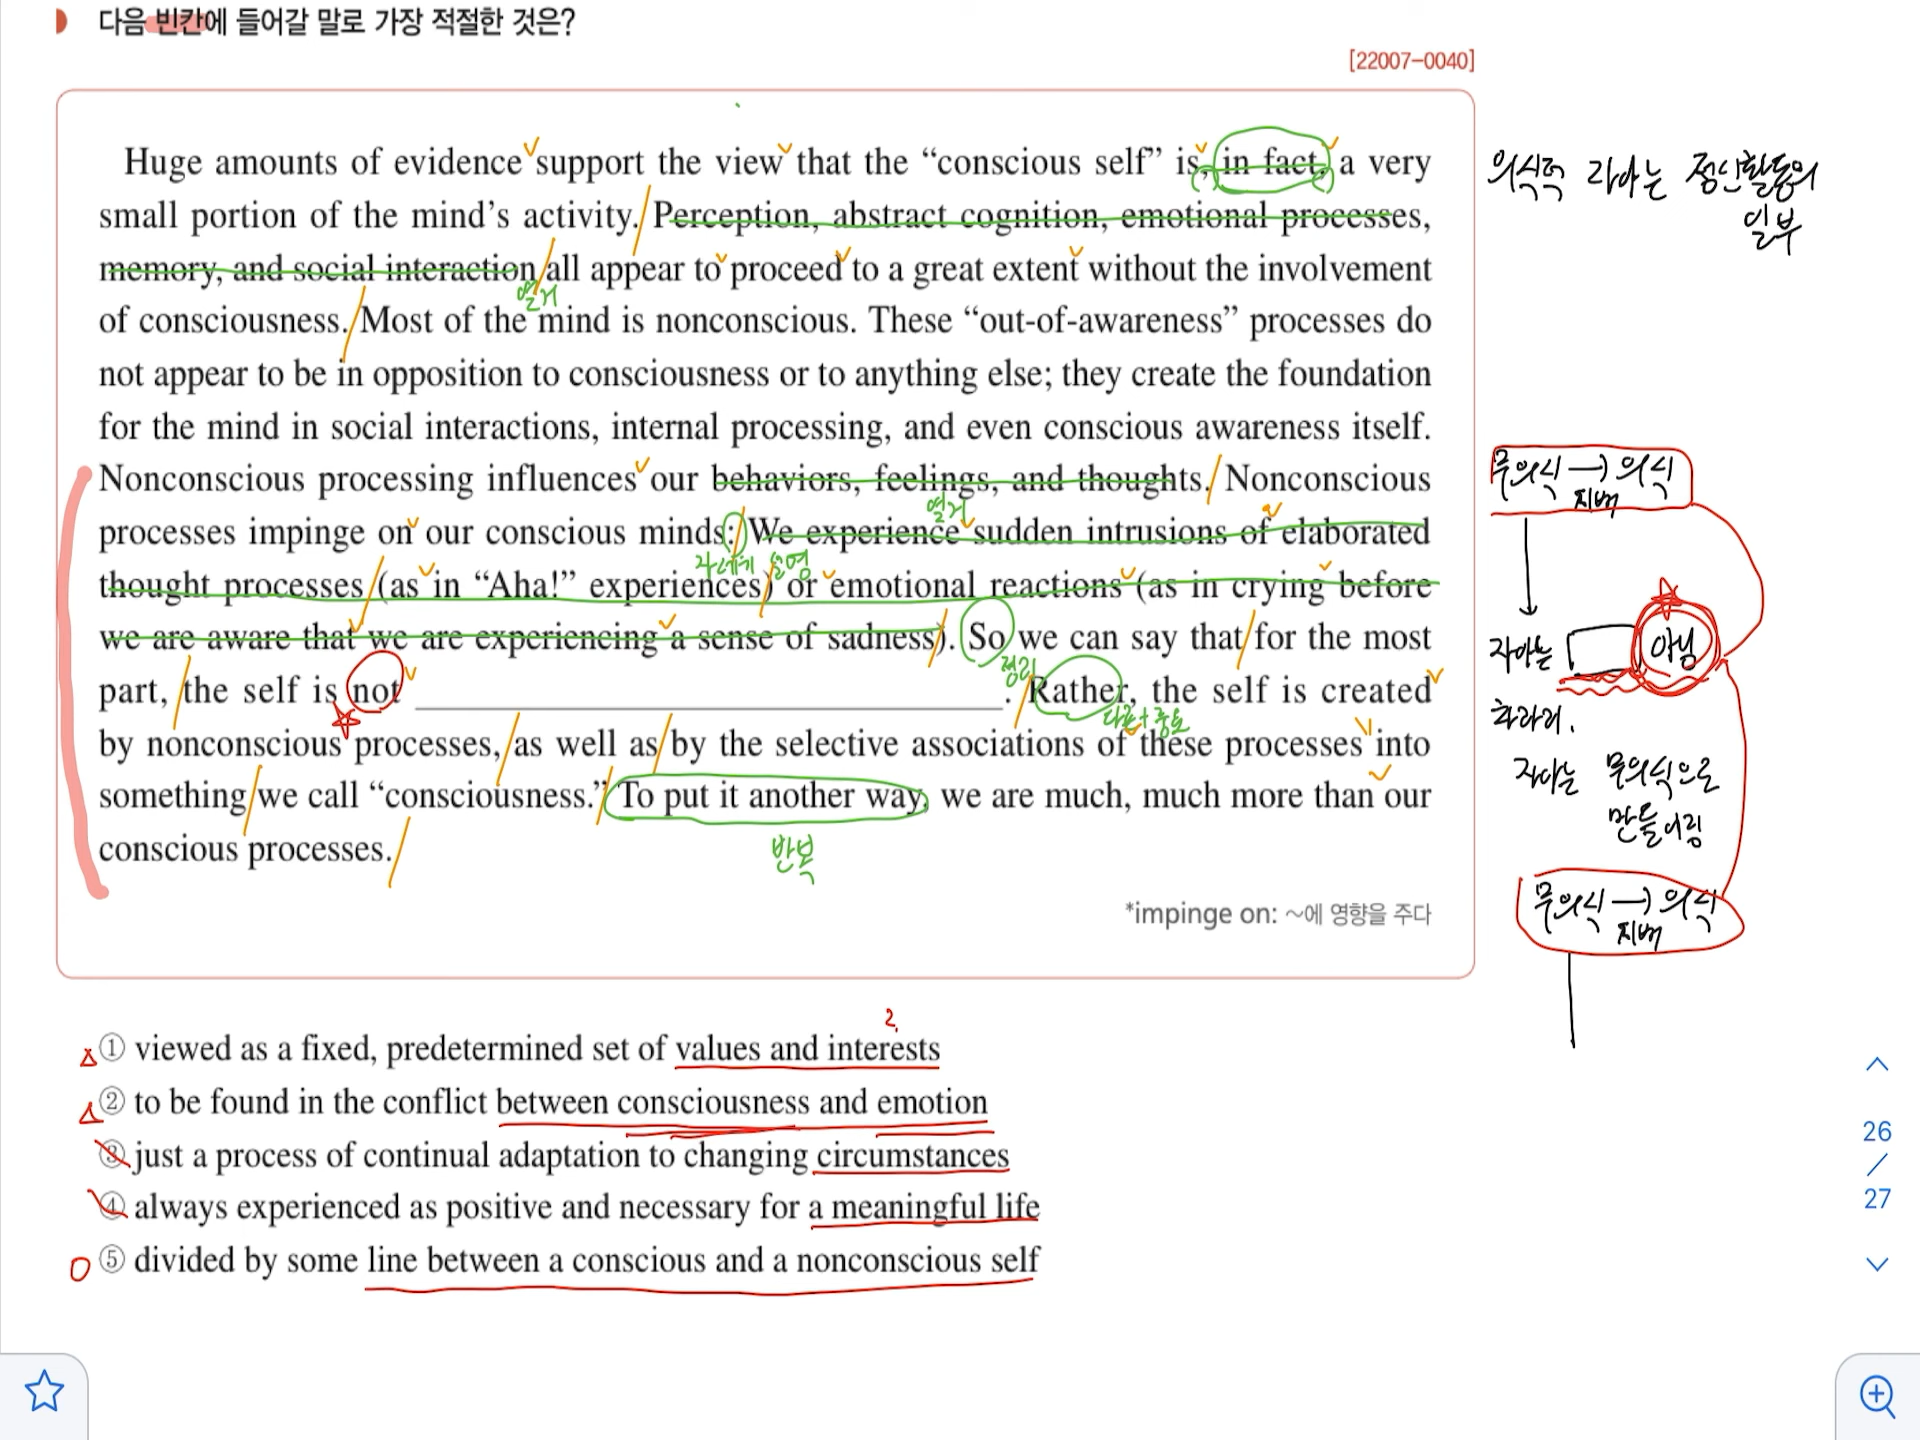 다음 빈칸에 들어갈 말로 가장 적절한 것은?
[22007-0040]
Huge amounts of evidence support the view that the “conscious self” is, in fact, a very
small portion of the mind’s activity. Perception, abstract cognition, emotional processes,
memory, and social interaction all appear to proceed to a great extent without the involvement
열거
of consciousness. Most of the mind is nonconscious. These “out-of-awareness” processes do
not appear to be in opposition to consciousness or to anything else; they create the foundation
for the mind in social interactions, internal processing, and even conscious awareness itself.
Nonconscious processing influences our behaviors, feelings, and thoughts. Nonconscious
열거
processes impinge on our conscious minds: We experience sudden intrusions of elaborated
자세히 설명
thought processes (as in “Aha!” experiences) or emotional reactions (as in crying before
we are aware that we are experiencing a sense of sadness). So we can say that for the most
정리
part, the self is not ______. Rather, the self is created
by nonconscious processes, as well as by the selective associations of these processes into
something we call “consciousness.” To put it another way, we are much, much more than our
반복
conscious processes.
*impinge on: ~에 영향을 주다
의식적 자아는 정신활동의
일부
무의식 → 의식
지배
자아는 아님
차라리.
자아는 무의식으로
만들어짐
무의식 → 의식
지배
2.
△ ① viewed as a fixed, predetermined set of values and interests
△ ② to be found in the conflict between consciousness and emotion
③ just a process of continual adaptation to changing circumstances
④ always experienced as positive and necessary for a meaningful life
O ⑤ divided by some line between a conscious and a nonconscious self
26
/
27